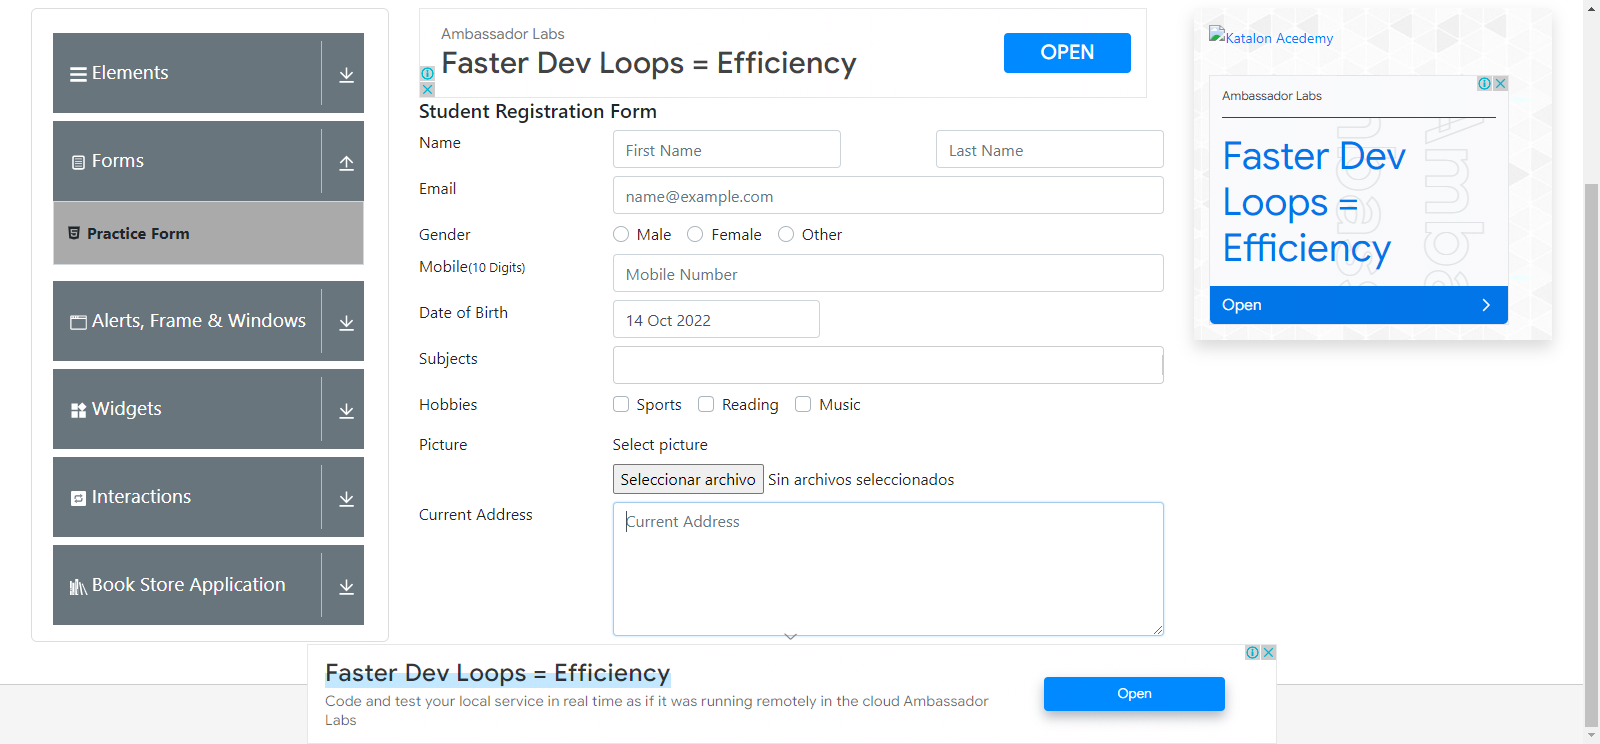 Elements
Forms
Practice Form
Alerts, Frame & Windows
Widgets
Interactions
Book Store Application
Ambassador Labs
Faster Dev Loops = Efficiency
OPEN
Student Registration Form
Name
First Name
Last Name
Email
name@example.com
Gender
Male
Female
Other
Mobile(10 Digits)
Mobile Number
Date of Birth
14 Oct 2022
Subjects
Hobbies
Sports
Reading
Music
Picture
Select picture
Seleccionar archivo Sin archivos seleccionados
Current Address
Current Address
Katalon Acedemy
Ambassador Labs
Faster Dev
Loops =
Efficiency
Open
Faster Dev Loops = Efficiency
Code and test your local service in real time as if it was running remotely in the cloud Ambassador
Labs
Open